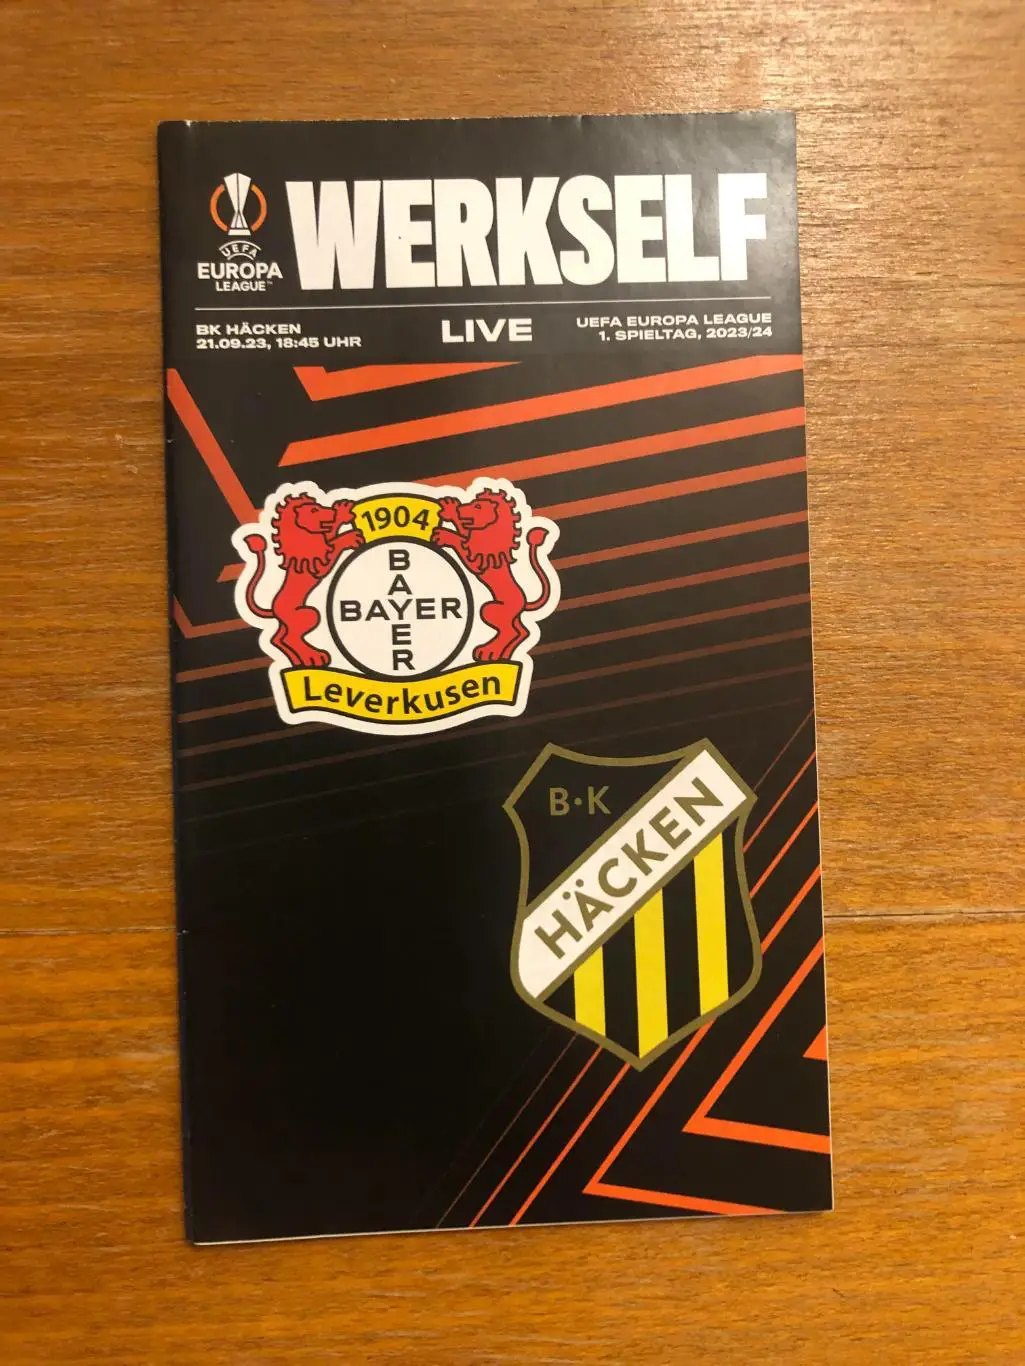 WERKSELF
UEFA
EUROPA
LEAGUE™
BK HÄCKEN
21.09.23, 18:45 UHR
LIVE
UEFA EUROPA LEAGUE
1. SPIELTAG, 2023/24
1904
BAYER
BAYER
Leverkusen
B·K
HÄCKEN